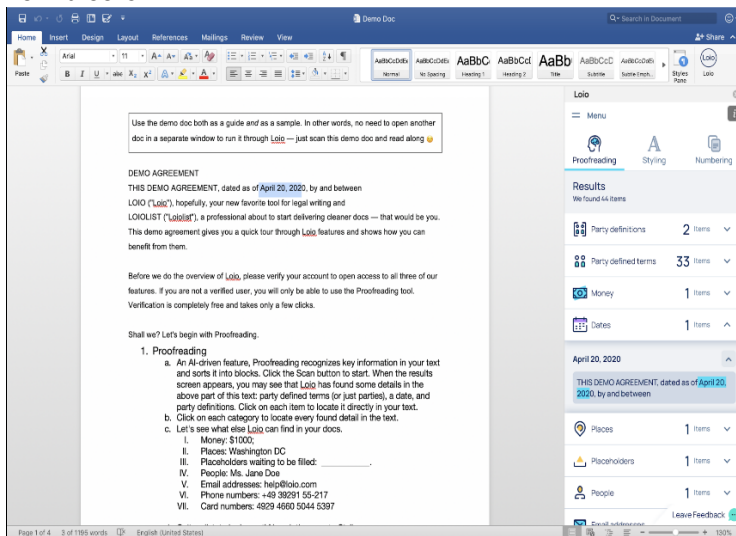 Demo Doc
Search in Document
Home Insert Design Layout References Mailings Review View
Share
Paste
Arial
11
AaBbCcDdEe AaBbCcDdEe AaBbC AaBbCcI AaBb AaBbCcC AaBbCcDdEe
Normal No Spacing Heading 1 Heading 2 Title Subtitle Subtle Emph...
Styles Pane
Loio
Use the demo doc both as a guide and as a sample. In other words, no need to open another
doc in a separate window to run it through Loio — just scan this demo doc and read along
DEMO AGREEMENT
THIS DEMO AGREEMENT, dated as of April 20, 2020, by and between
LOIO ("Loio"), hopefully, your new favorite tool for legal writing and
LOIOLIST ("Loiolist"), a professional about to start delivering cleaner docs — that would be you.
This demo agreement gives you a quick tour through Loio features and shows how you can
benefit from them.
Before we do the overview of Loio, please verify your account to open access to all three of our
features. If you are not a verified user, you will only be able to use the Proofreading tool.
Verification is completely free and takes only a few clicks.
Shall we? Let's begin with Proofreading.
1. Proofreading
a. An AI-driven feature, Proofreading recognizes key information in your text
and sorts it into blocks. Click the Scan button to start. When the results
screen appears, you may see that Loio has found some details in the
above part of this text: party defined terms (or just parties), a date, and
party definitions. Click on each item to locate it directly in your text.
b. Click on each category to locate every found detail in the text.
c. Let's see what else Loio can find in your docs.
I. Money: $1000;
II. Places: Washington DC
III. Placeholders waiting to be filled: __________.
IV. People: Ms. Jane Doe
V. Email addresses: help@loio.com
VI. Phone numbers: +49 39291 55-217
VII. Card numbers: 4929 4660 5044 5397
Loio
Menu
Proofreading Styling Numbering
Results
We found 44 items
Party definitions 2 Items
Party defined terms 33 Items
Money 1 Items
Dates 1 Items
April 20, 2020
THIS DEMO AGREEMENT, dated as of April 20,
2020, by and between
Places 1 Items
Placeholders 1 Items
People 1 Items
Email addresses
Leave Feedback
Page 1 of 4 3 of 1195 words English (United States)
130%